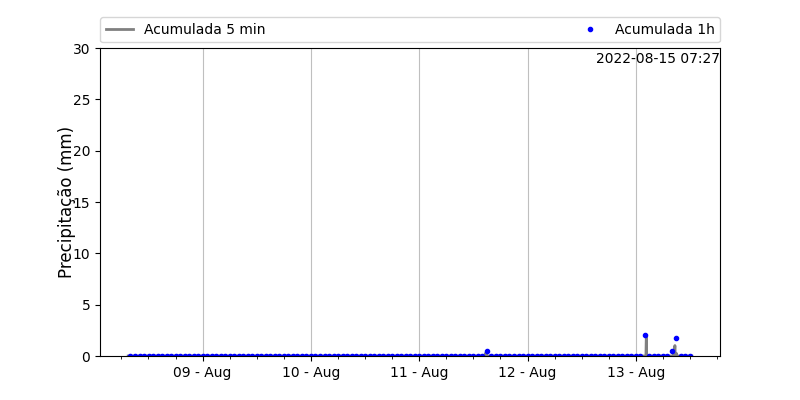 Acumulada 5 min
Acumulada 1h
2022-08-15 07:27
Precipitação (mm)
30
25
20
15
10
5
0
09 - Aug
10 - Aug
11 - Aug
12 - Aug
13 - Aug